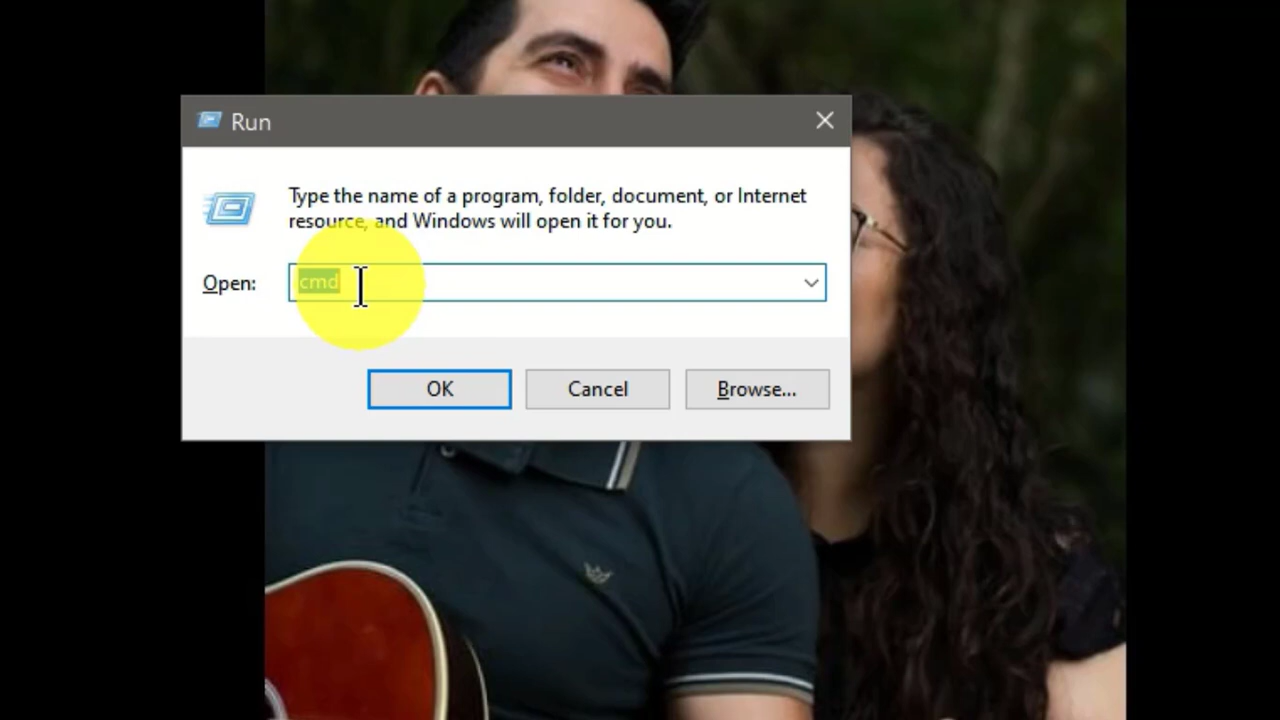 Run
Type the name of a program, folder, document, or Internet
resource, and Windows will open it for you.
Open: cmd
OK Cancel Browse...